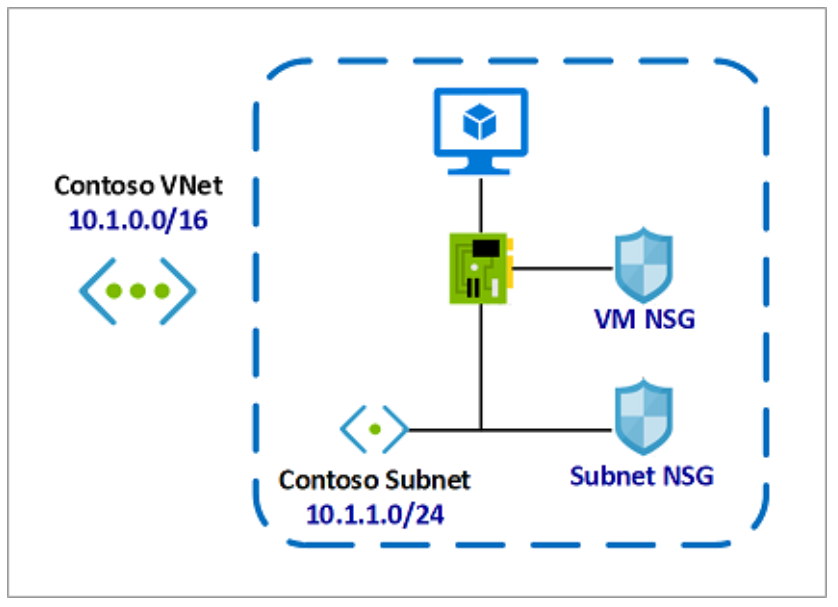 Contoso VNet
10.1.0.0/16
VM NSG
Contoso Subnet
10.1.1.0/24
Subnet NSG